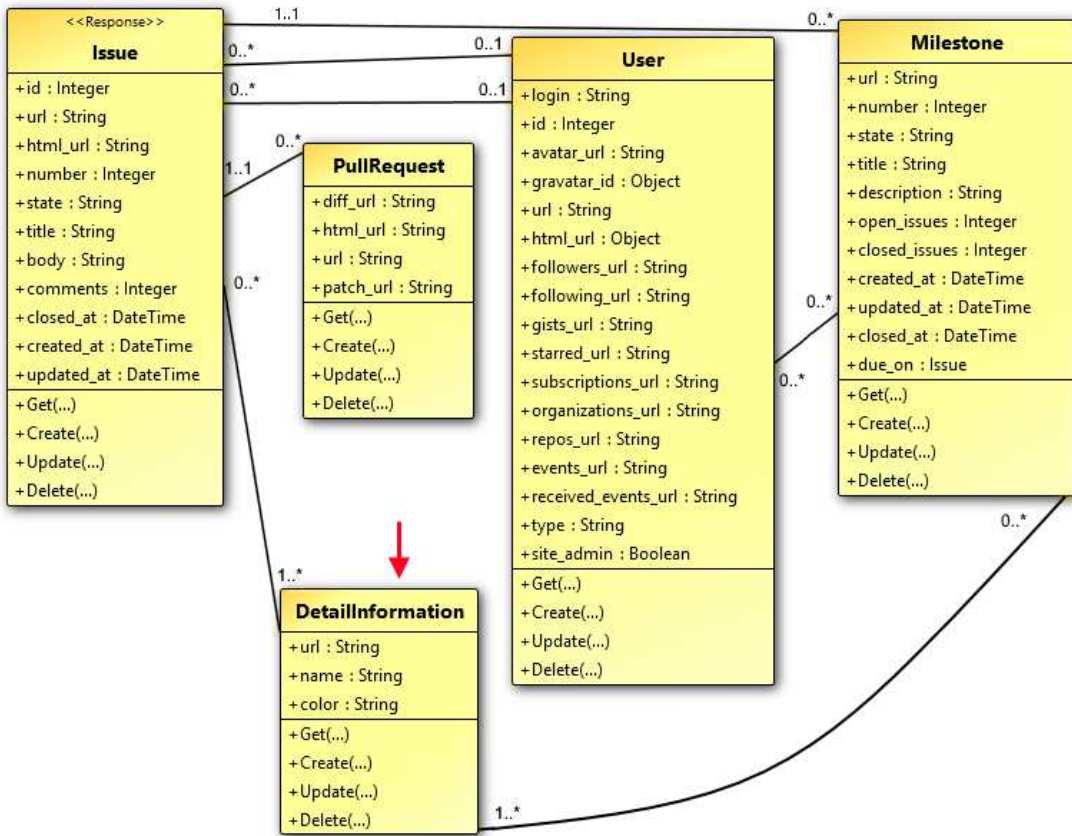 <<Response>>
Issue
+id : Integer
+url : String
+html_url : String
+number : Integer
+state : String
+title : String
+body : String
+comments : Integer
+closed_at : DateTime
+created_at : DateTime
+updated_at : DateTime
+Get(...)
+Create(...)
+Update(...)
+Delete(...)
1..1
0..*
0..*
0..1
0..*
0..1
1..1
0..*
0..*
1..*
PullRequest
+diff_url : String
+html_url : String
+url : String
+patch_url : String
+Get(...)
+Create(...)
+Update(...)
+Delete(...)
User
+login : String
+id : Integer
+avatar_url : String
+gravatar_id : Object
+url : String
+html_url : Object
+followers_url : String
+following_url : String
+gists_url : String
+starred_url : String
+subscriptions_url : String
+organizations_url : String
+repos_url : String
+events_url : String
+received_events_url : String
+type : String
+site_admin : Boolean
+Get(...)
+Create(...)
+Update(...)
+Delete(...)
0..*
0..*
Milestone
+url : String
+number : Integer
+state : String
+title : String
+description : String
+open_issues : Integer
+closed_issues : Integer
+created_at : DateTime
+updated_at : DateTime
+closed_at : DateTime
+due_on : Issue
+Get(...)
+Create(...)
+Update(...)
+Delete(...)
0..*
DetailInformation
+url : String
+name : String
+color : String
+Get(...)
+Create(...)
+Update(...)
+Delete(...)
1..*